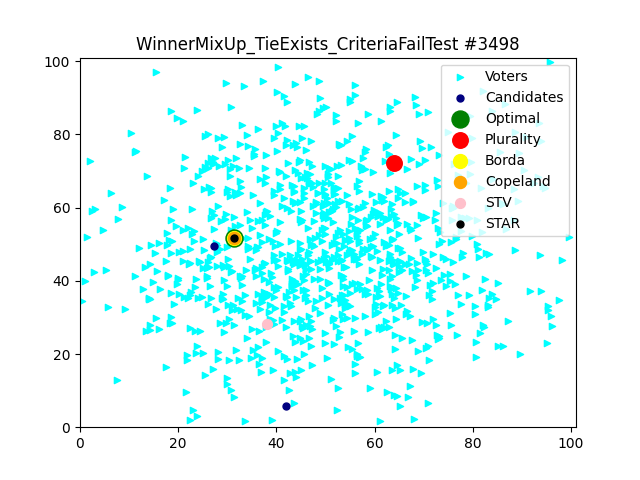 WinnerMixUp_TieExists_CriteriaFailTest #3498
100
80
60
40
20
0
0
20
40
60
80
100
Voters
Candidates
Optimal
Plurality
Borda
Copeland
STV
STAR